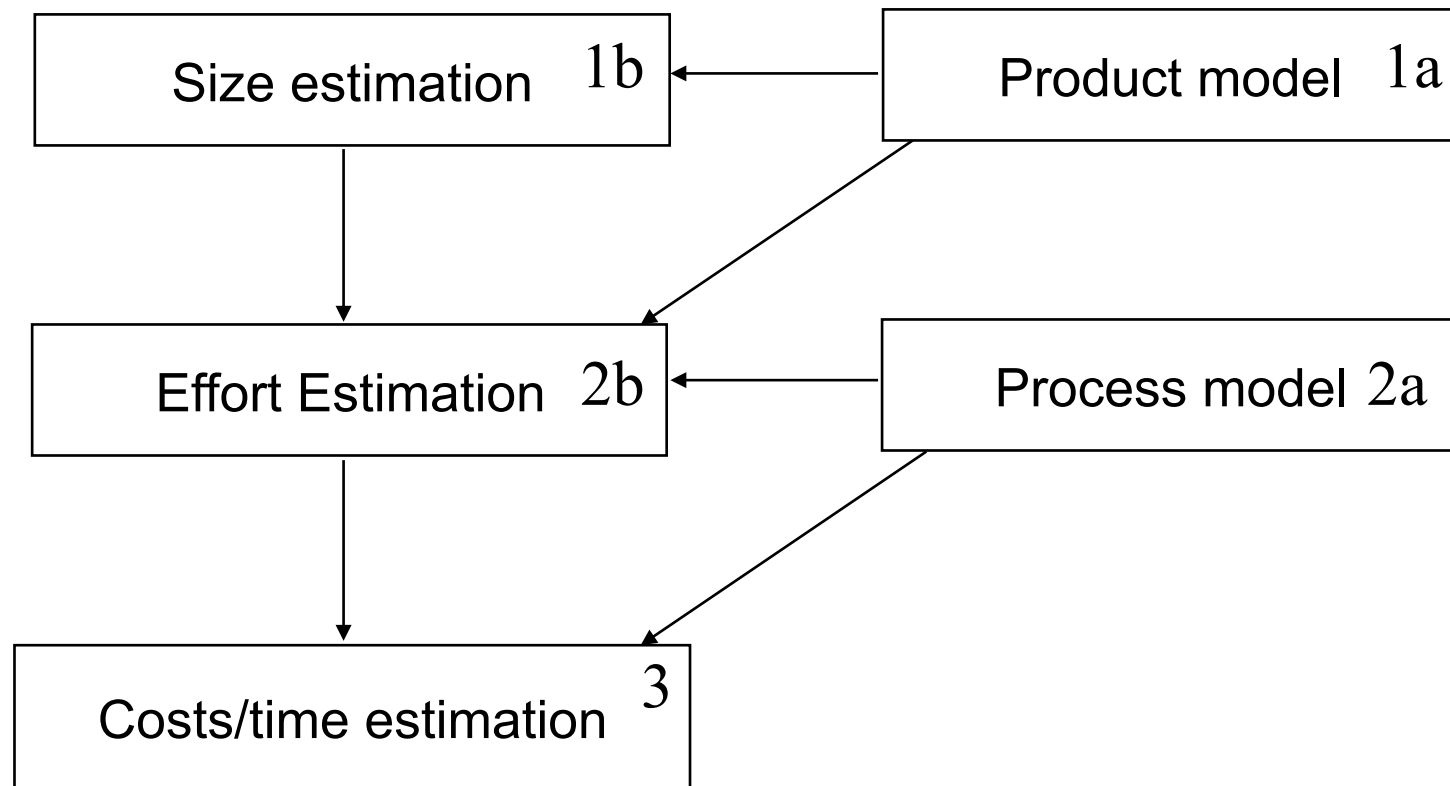 Size estimation 1b
Product model 1a
Effort Estimation 2b
Process model 2a
Costs/time estimation 3